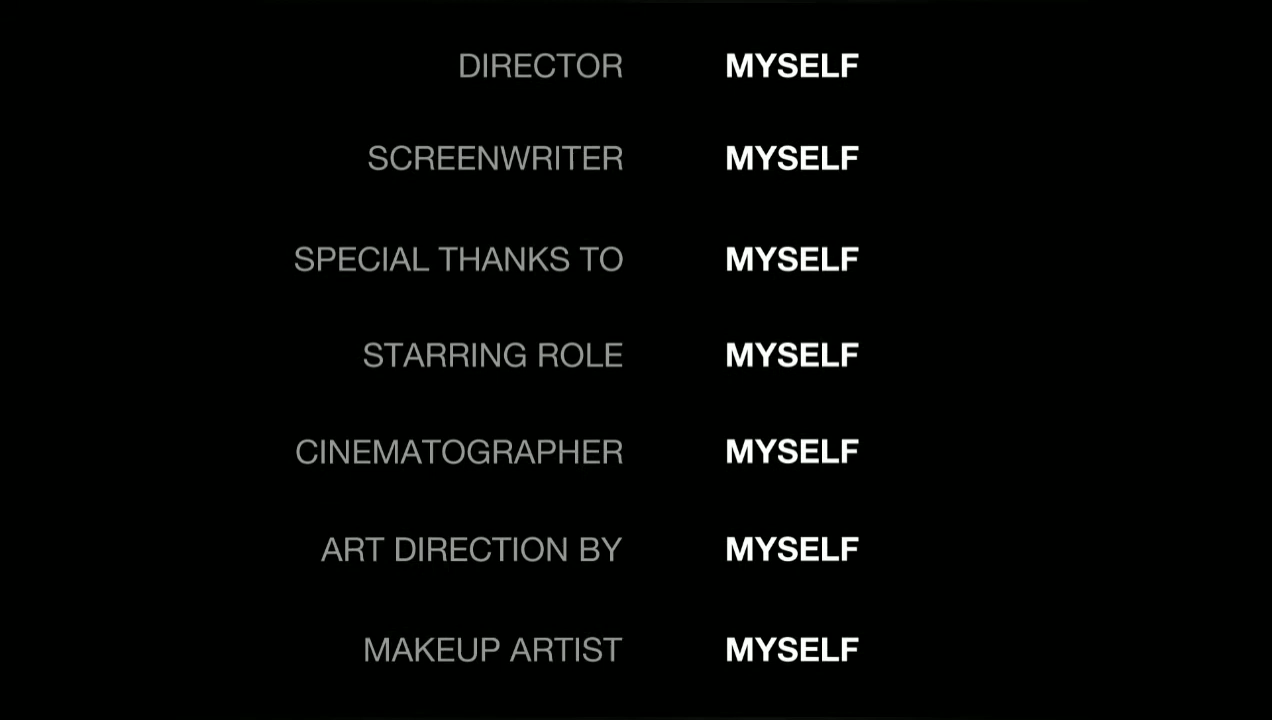 DIRECTOR MYSELF
SCREENWRITER MYSELF
SPECIAL THANKS TO MYSELF
STARRING ROLE MYSELF
CINEMATOGRAPHER MYSELF
ART DIRECTION BY MYSELF
MAKEUP ARTIST MYSELF